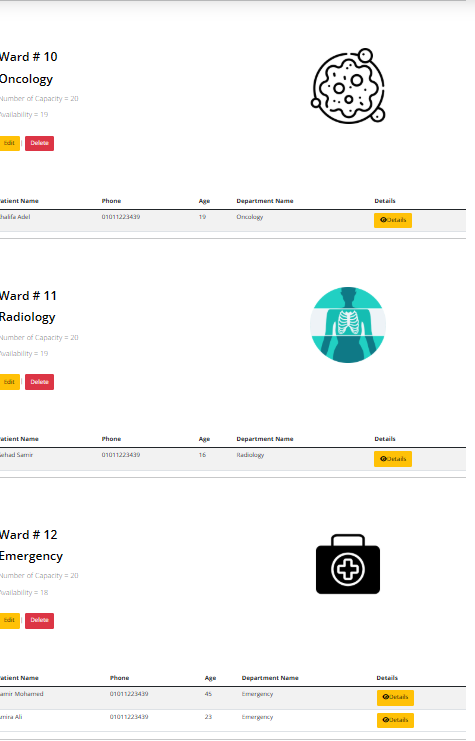 Ward # 10
Oncology
Number of Capacity = 20
Availability = 19
Edit | Delete
atient Name Phone Age Department Name Details
halifa Adel 01011223439 19 Oncology Details
Ward # 11
Radiology
Number of Capacity = 20
Availability = 19
Edit | Delete
atient Name Phone Age Department Name Details
ehad Samir 01011223439 16 Radiology Details
Ward # 12
Emergency
Number of Capacity = 20
Availability = 18
Edit | Delete
atient Name Phone Age Department Name Details
amir Mohamed 01011223439 45 Emergency Details
mira Ali 01011223439 23 Emergency Details